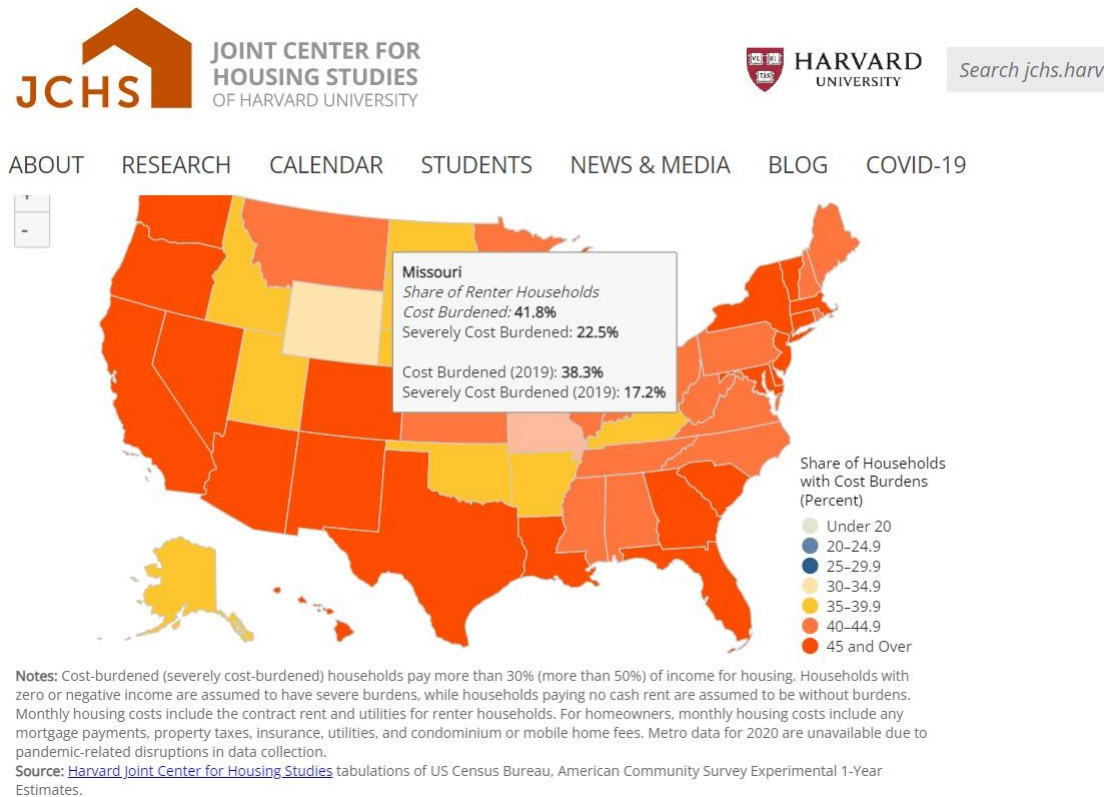 JCHS
JOINT CENTER FOR
HOUSING STUDIES
OF HARVARD UNIVERSITY
VE RI
TAS
HARVARD
UNIVERSITY
Search jchs.harv
ABOUT RESEARCH CALENDAR STUDENTS NEWS & MEDIA BLOG COVID-19
+
-
Missouri
Share of Renter Households
Cost Burdened: 41.8%
Severely Cost Burdened: 22.5%
Cost Burdened (2019): 38.3%
Severely Cost Burdened (2019): 17.2%
Share of Households
with Cost Burdens
(Percent)
Under 20
20–24.9
25–29.9
30–34.9
35–39.9
40–44.9
45 and Over
Notes: Cost-burdened (severely cost-burdened) households pay more than 30% (more than 50%) of income for housing. Households with
zero or negative income are assumed to have severe burdens, while households paying no cash rent are assumed to be without burdens.
Monthly housing costs include the contract rent and utilities for renter households. For homeowners, monthly housing costs include any
mortgage payments, property taxes, insurance, utilities, and condominium or mobile home fees. Metro data for 2020 are unavailable due to
pandemic-related disruptions in data collection.
Source: Harvard Joint Center for Housing Studies tabulations of US Census Bureau, American Community Survey Experimental 1-Year
Estimates.